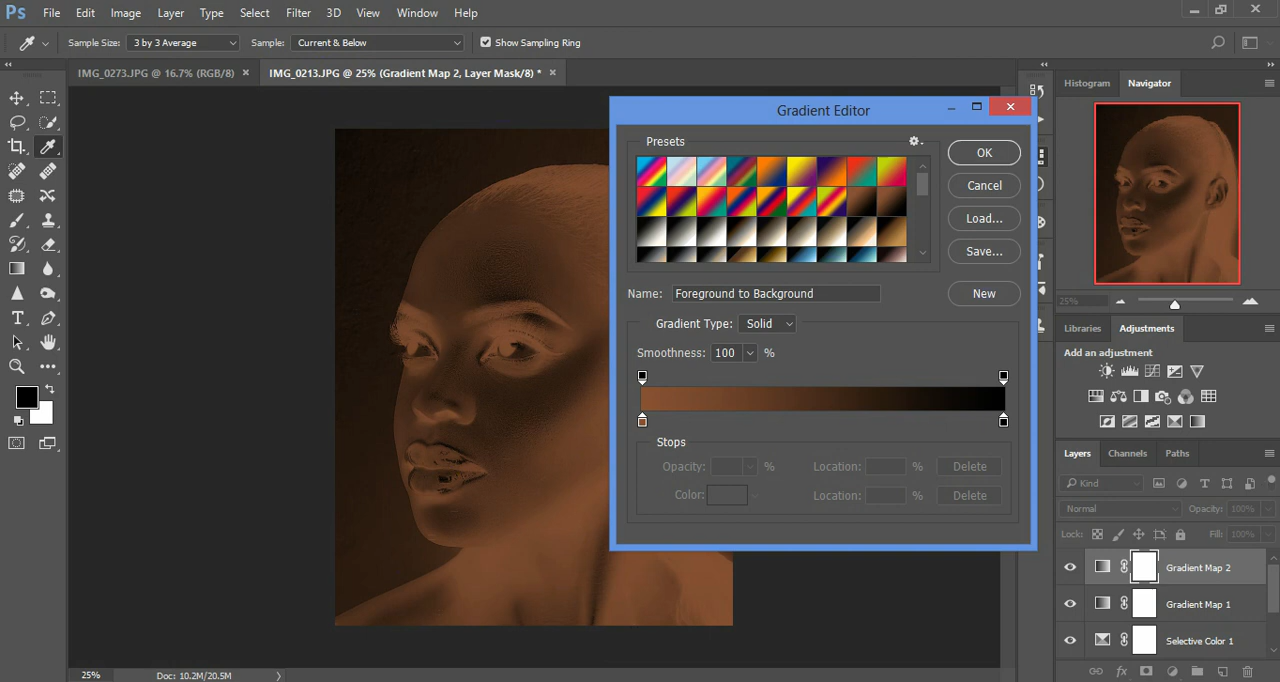 Ps File Edit Image Layer Type Select Filter 3D View Window Help
Sample Size: 3 by 3 Average Sample: Current & Below Show Sampling Ring
IMG_0273.JPG @ 16.7% (RGB/8) × IMG_0213.JPG @ 25% (Gradient Map 2, Layer Mask/8) * ×
Histogram Navigator
Gradient Editor
Presets
OK
Cancel
Load...
Save...
Name: Foreground to Background New
25%
Gradient Type: Solid
Libraries Adjustments
Smoothness: 100 %
Add an adjustment
Stops
Layers Channels Paths
Opacity: % Location: % Delete
Kind
Color: Location: % Delete
Normal Opacity: 100%
Lock: Fill: 100%
Gradient Map 2
Gradient Map 1
Selective Color 1
25% Doc: 10.2M/20.5M